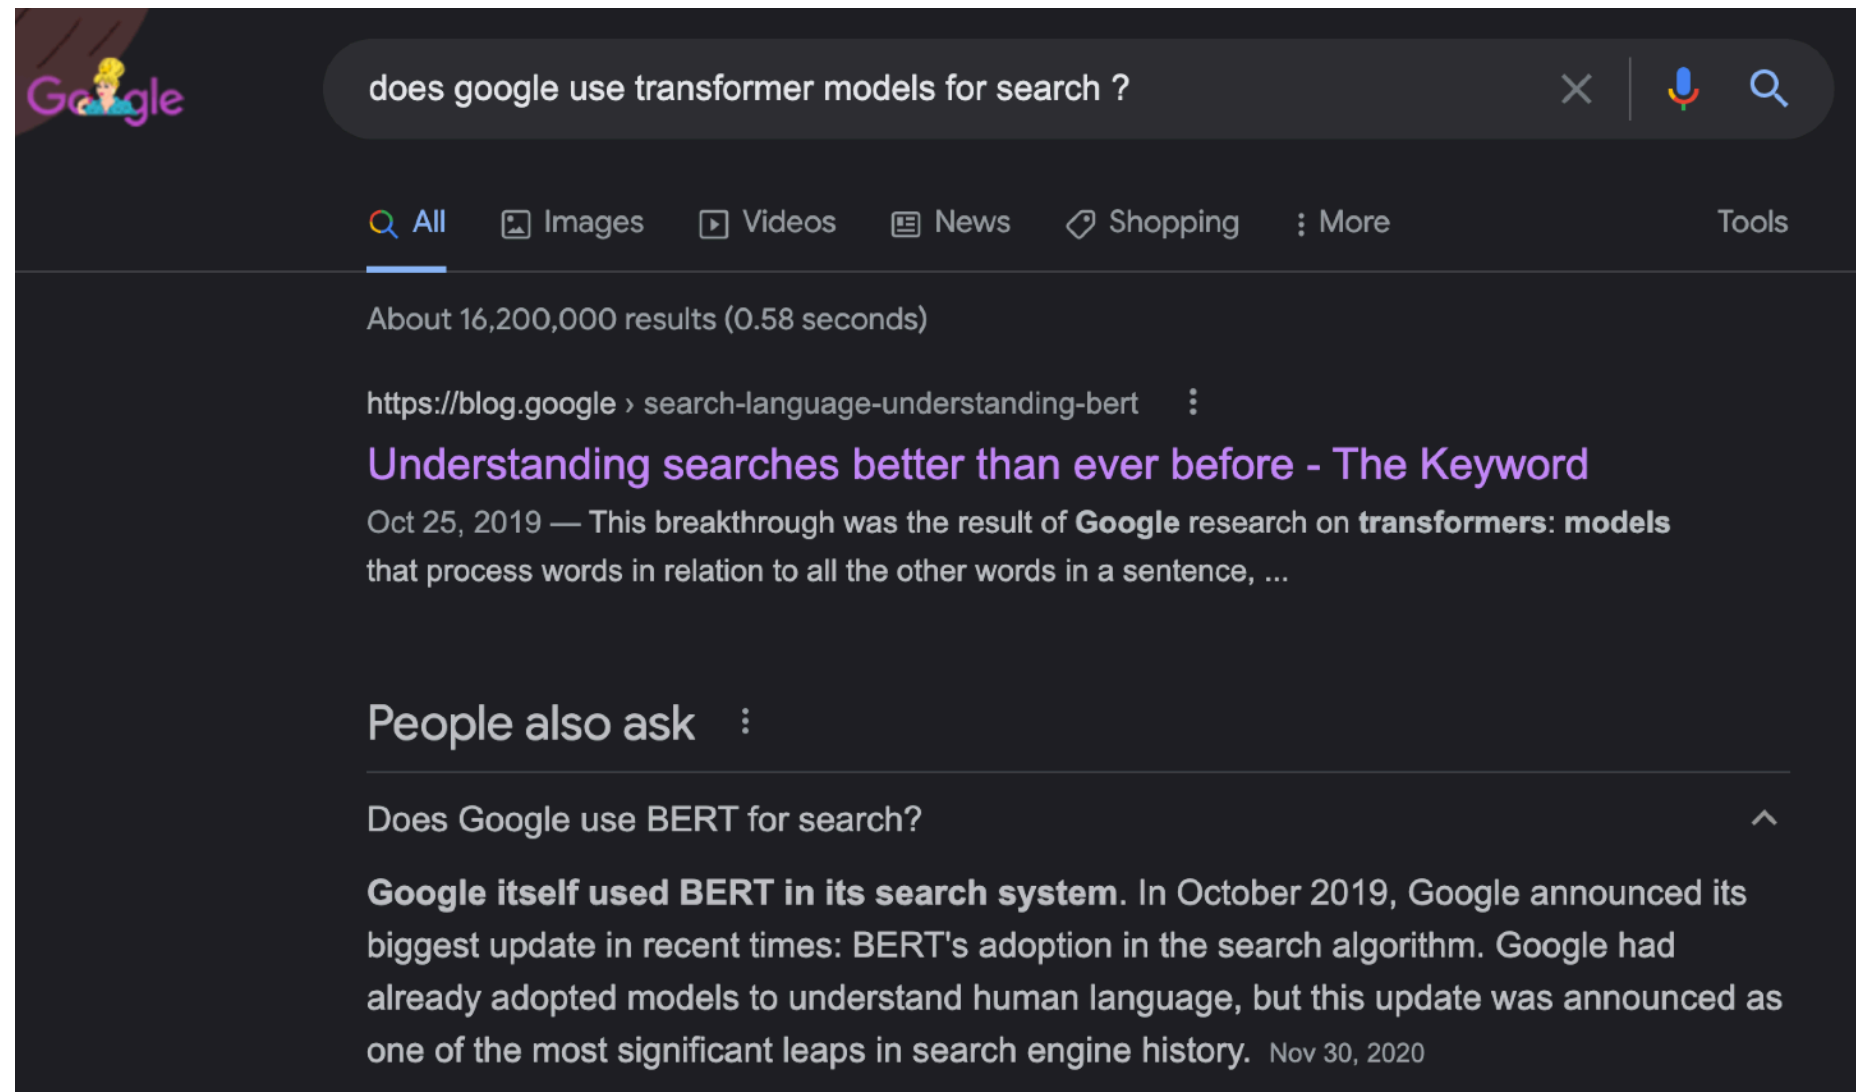 Google
does google use transformer models for search ?
All Images Videos News Shopping More Tools
About 16,200,000 results (0.58 seconds)
https://blog.google › search-language-understanding-bert
Understanding searches better than ever before - The Keyword
Oct 25, 2019 — This breakthrough was the result of Google research on transformers: models
that process words in relation to all the other words in a sentence, ...
People also ask
Does Google use BERT for search?
Google itself used BERT in its search system. In October 2019, Google announced its
biggest update in recent times: BERT's adoption in the search algorithm. Google had
already adopted models to understand human language, but this update was announced as
one of the most significant leaps in search engine history. Nov 30, 2020